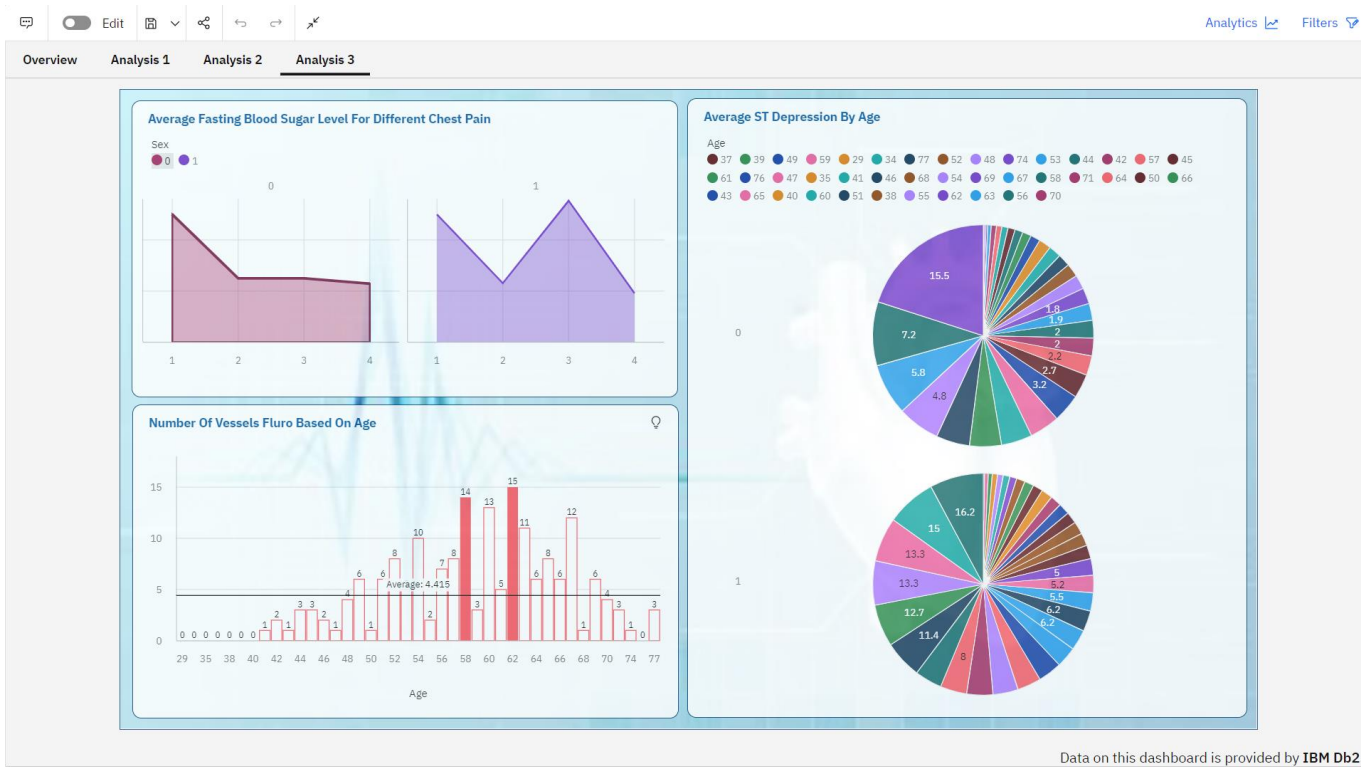 Edit
Analytics
Filters
Overview Analysis 1 Analysis 2 Analysis 3
Average Fasting Blood Sugar Level For Different Chest Pain
Sex
0 1
0 1
1 2 3 4 1 2 3 4
Number Of Vessels Fluro Based On Age
15
10
5
0
0 0 0 0 0 0 0 1 2 1 3 3 2 1 4 6 1 6 8 10 2 7 8 14 3 13 5 15 11 6 8 6 12 1 6 4 3 1 0 3
Average: 4.415
29 35 38 40 42 44 46 48 50 52 54 56 58 60 62 64 66 68 70 74 77
Age
Average ST Depression By Age
Age
37 39 49 59 29 34 77 52 48 74 53 44 42 57 45
61 76 47 35 41 46 68 54 69 67 58 71 64 50 66
43 65 40 60 51 38 55 62 63 56 70
0
15.5
7.2
5.8
4.8
1.8
1.9
2
2
2.2
2.7
3.2
1
16.2
15
13.3
13.3
12.7
11.4
8
5
5.2
5.5
6.2
6.2
Data on this dashboard is provided by IBM Db2